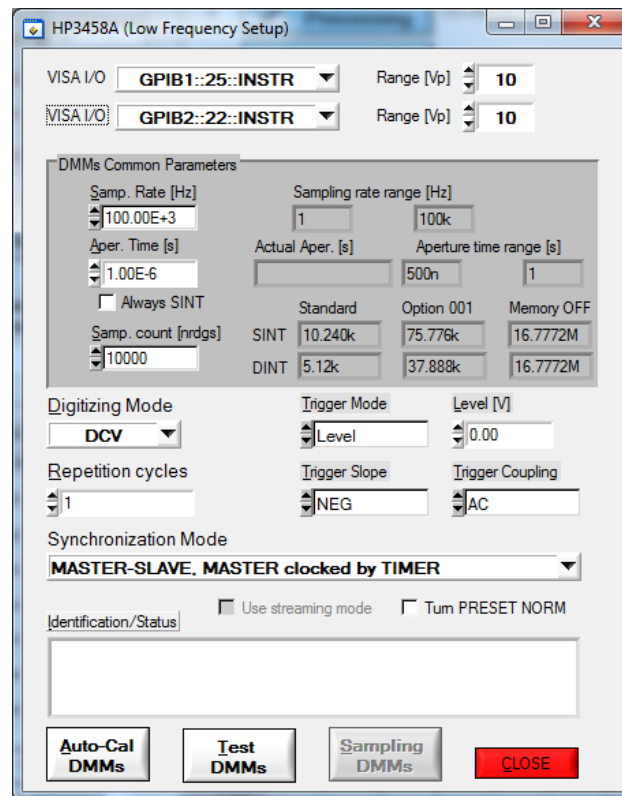 Processing
HP3458A (Low Frequency Setup)
VISA I/O GPIB1::25::INSTR Range [Vp] 10
VISA I/O GPIB2::22::INSTR Range [Vp] 10
DMMs Common Parameters
Samp. Rate [Hz] Sampling rate range [Hz]
100.00E+3 1 100k
Aper. Time [s] Actual Aper. [s] Aperture time range [s]
1.00E-6 500n 1
Always SINT Standard Option 001 Memory OFF
Samp. count [nrdgs] SINT 10.240k 75.776k 16.7772M
10000 DINT 5.12k 37.888k 16.7772M
Digitizing Mode Trigger Mode Level [V]
DCV Level 0.00
Repetition cycles Trigger Slope Trigger Coupling
1 NEG AC
Synchronization Mode
MASTER-SLAVE, MASTER clocked by TIMER
Use streaming mode Turn PRESET NORM
Identification/Status
Auto-Cal Test Sampling CLOSE
DMMs DMMs DMMs